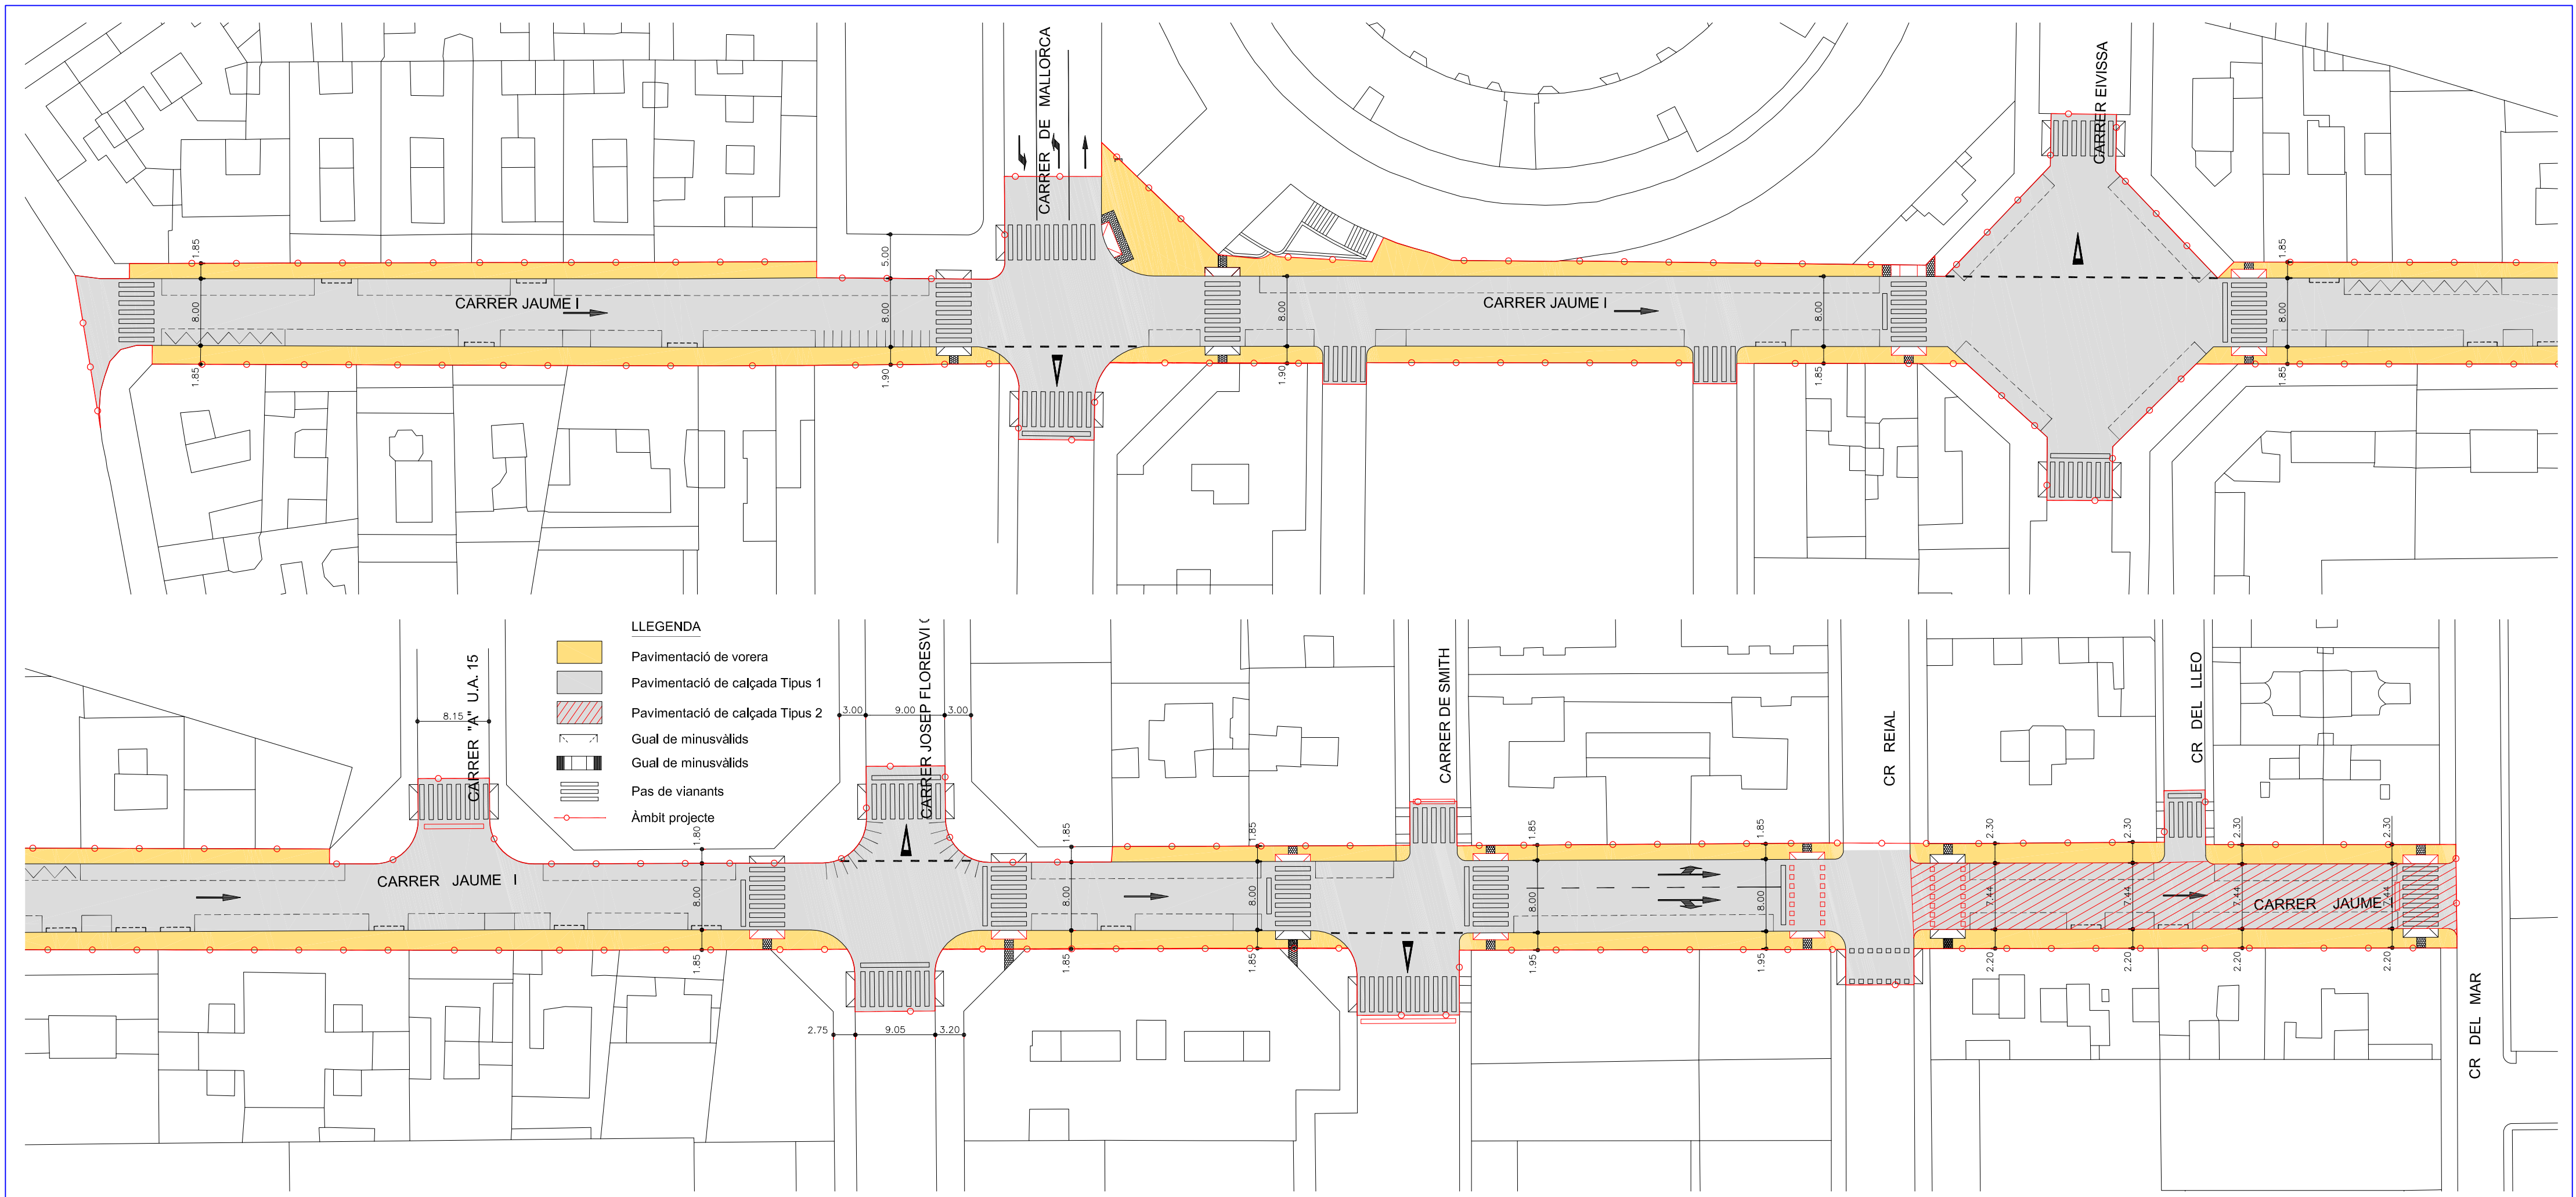 CARRER DE MALLORCA
CARRER EIVISSA
1.85
5.00
1.85
8.00
CARRER JAUME I
8.00
8.00
CARRER JAUME I
8.00
8.00
1.85
1.90
1.90
1.85
1.85
CARRER "A" U.A. 15
8.15
LLEGENDA
Pavimentació de vorera
Pavimentació de calçada Tipus 1
Pavimentació de calçada Tipus 2
Gual de minusvàlids
Gual de minusvàlids
Pas de vianants
Àmbit projecte
3.00
9.00
3.00
CARRER JOSEP FLORESVI
CARRER DE SMITH
CR REIAL
CR DEL LLEO
1.80
1.85
1.85
1.85
1.85
2.30
2.30
2.30
2.30
CARRER JAUME I
8.00
8.00
8.00
8.00
8.00
7.44
7.44
7.44
7.44
CARRER JAUME I
1.85
1.85
1.85
1.95
1.95
2.20
2.20
2.20
2.20
2.75
9.05
3.20
CR DEL MAR